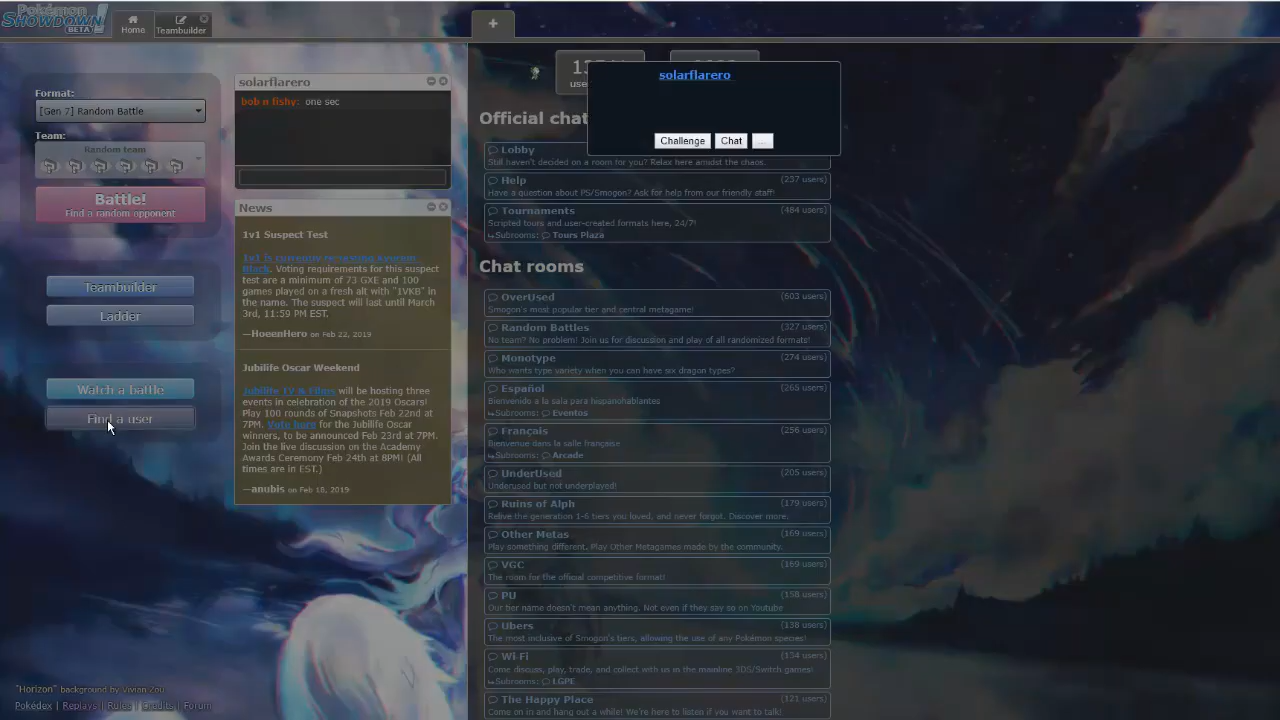 Pokémon
SHOWDOWN!
BETA
Home
Teambuilder
+
Format:
[Gen 7] Random Battle
Team:
Random team
Battle!
Find a random opponent
Teambuilder
Ladder
Watch a battle
Find a user
"Horizon" background by Vivian Zou
Pokédex | Replays | Rules | Credits | Forum
solarflarero
bob n fishy: one sec
News
1v1 Suspect Test
1v1 is currently
Black. Voting requirements for this suspect
test are a minimum of 73 GXE and 100
games played on a fresh alt with "1VKB" in
the name. The suspect will last until March
3rd, 11:59 PM EST.
—HoeenHero on Feb 22, 2019
Jubilife Oscar Weekend
Jubilife TV & Films will be hosting three
events in celebration of the 2019 Oscars!
Play 100 rounds of Snapshots Feb 22nd at
7PM. Vote here for the Jubilife Oscar
winners, to be announced Feb 23rd at 7PM.
Join the live discussion on the Academy
Awards Ceremony Feb 24th at 8PM! (All
times are in EST.)
—anubis on Feb 18, 2019
solarflarero
Challenge
Chat
...
Official chat
Lobby
Still haven't decided on a room for you? Relax here amidst the chaos.
Help (237 users)
Have a question about PS/Smogon? Ask for help from our friendly staff!
Tournaments (484 users)
Scripted tours and user-created formats here, 24/7!
↳Subrooms: Tours Plaza
Chat rooms
OverUsed (603 users)
Smogon's most popular tier and central metagame!
Random Battles (327 users)
No team? No problem! Join us for discussion and play of all randomized formats!
Monotype (274 users)
Who wants type variety when you can have six dragon types?
Español (265 users)
Bienvenido a la sala para hispanohablantes
↳Subrooms: Eventos
Français (256 users)
Bienvenue dans la salle française
↳Subrooms: Arcade
UnderUsed (205 users)
Underused but not underplayed!
Ruins of Alph (179 users)
Relive the generation 1-6 tiers you loved, and never forgot. Discover more.
Other Metas (169 users)
Play something different. Play Other Metagames made by the community.
VGC (169 users)
The room for the official competitive format!
PU (158 users)
Our tier name doesn't mean anything. Not even if they say so on Youtube
Ubers (138 users)
The most inclusive of Smogon's tiers, allowing the use of any Pokémon species!
Wi-Fi (134 users)
Come discuss, play, trade, and collect with us in the mainline 3DS/Switch games!
↳Subrooms: LGPE
The Happy Place (121 users)
Come on in and hang out a while! We're here to listen if you want to talk!